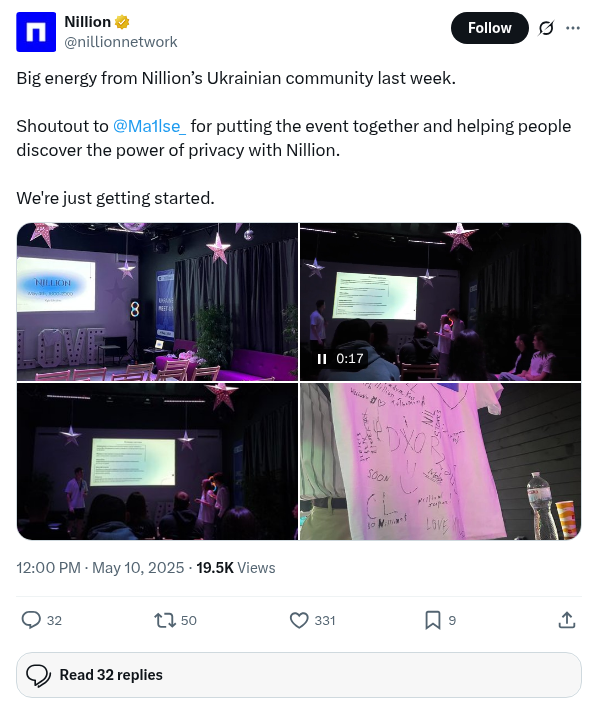 Nillion
@nillionnetwork
Follow
Big energy from Nillion’s Ukrainian community last week.
Shoutout to @Ma1lse_ for putting the event together and helping people
discover the power of privacy with Nillion.
We're just getting started.
NILLION
LOVE
0:17
DYOR
SOON
LOVE
12:00 PM · May 10, 2025 · 19.5K Views
32
50
331
9
Read 32 replies